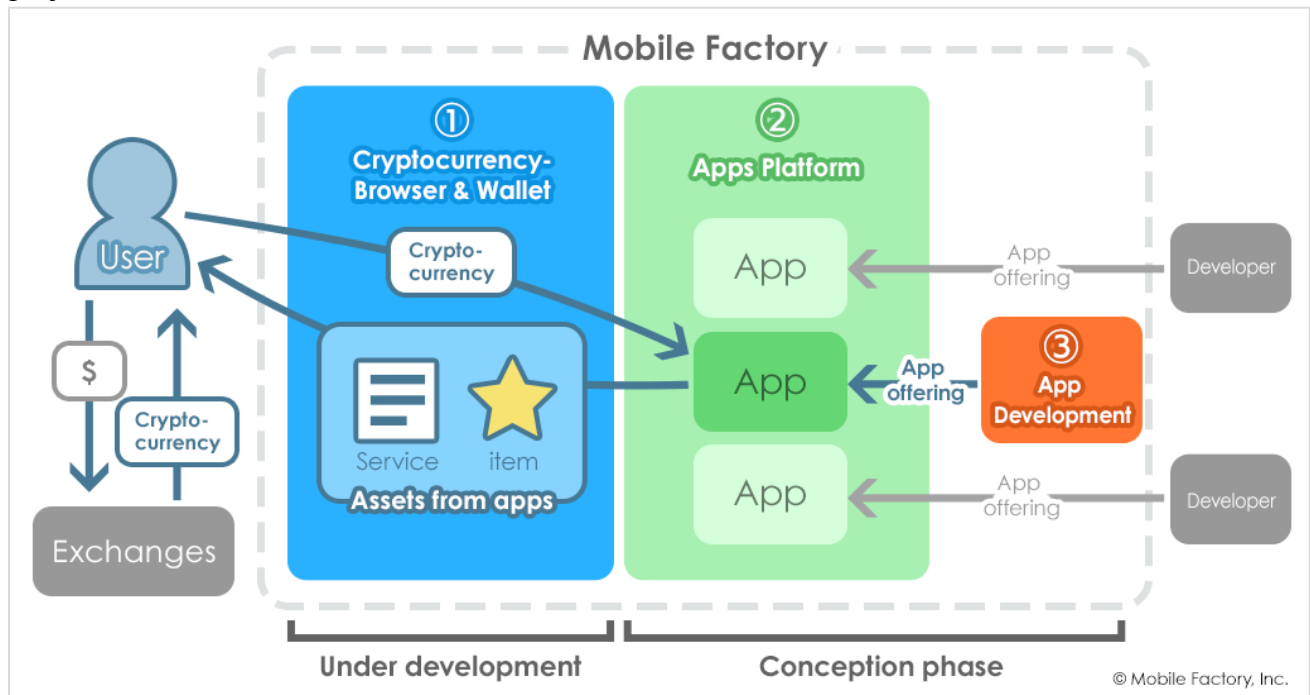 Mobile Factory
①
Cryptocurrency-
Browser & Wallet
②
Apps Platform
User
Crypto-
currency
App
App
offering
Developer
$
Crypto-
currency
Service
item
Assets from apps
App
App
offering
③
App
Development
App
App
offering
Developer
Exchanges
Under development
Conception phase
© Mobile Factory, Inc.